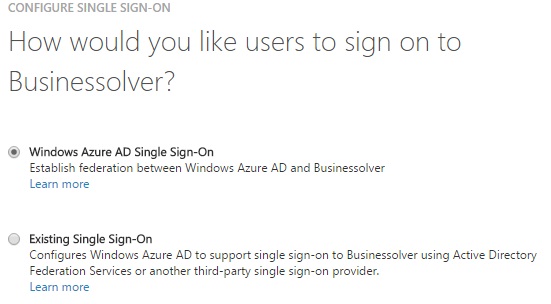 CONFIGURE SINGLE SIGN-ON
How would you like users to sign on to
Businessolver?
Windows Azure AD Single Sign-On
Establish federation between Windows Azure AD and Businessolver
Learn more
Existing Single Sign-On
Configures Windows Azure AD to support single sign-on to Businessolver using Active Directory
Federation Services or another third-party single sign-on provider.
Learn more